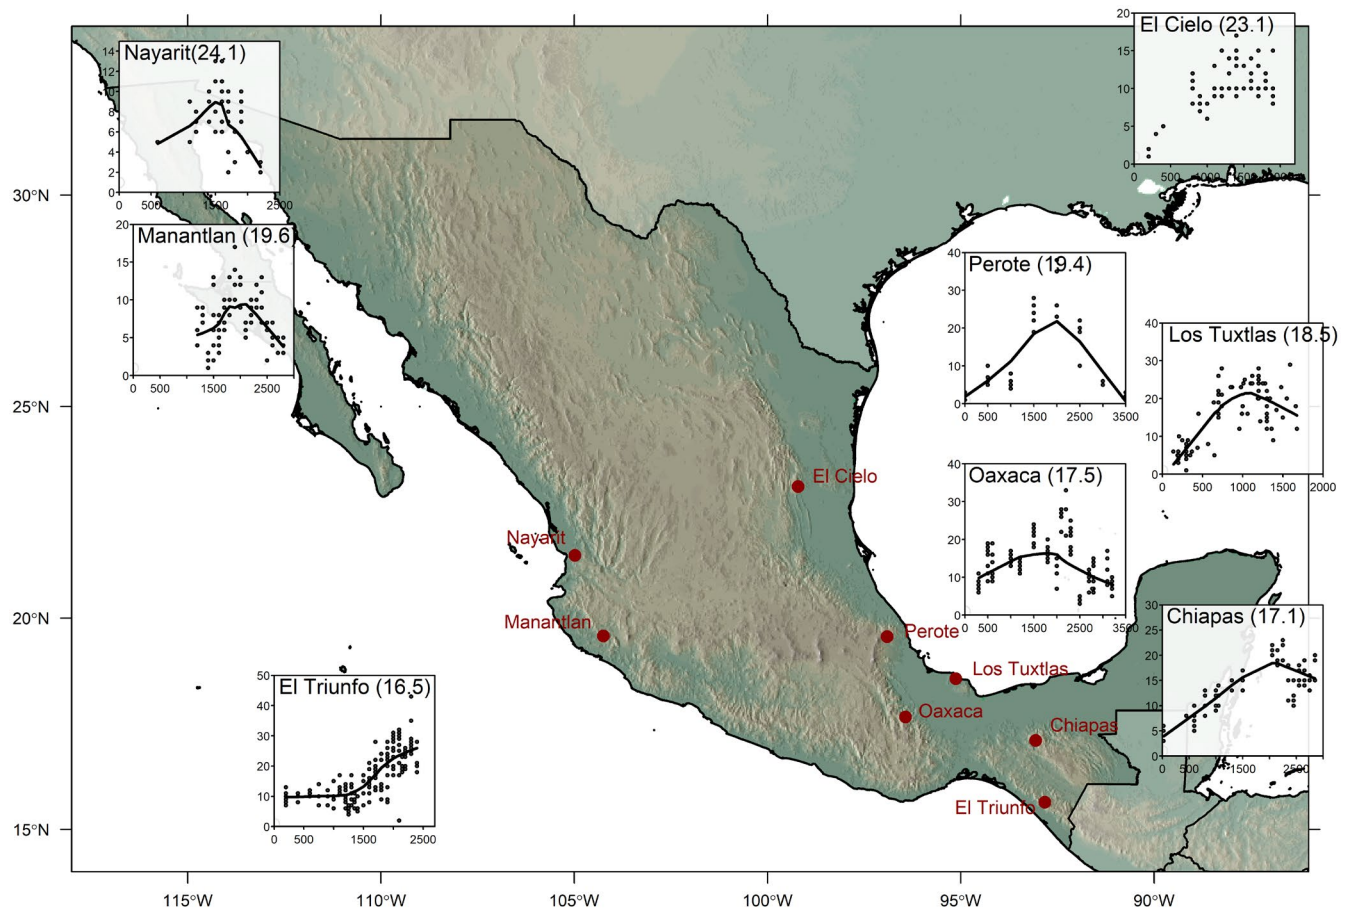 Nayarit(24.1)
14
12
10
8
6
4
2
0
0 500 1500 2500
El Cielo (23.1)
20
15
10
5
0
0 500 1000 1500 2000
Manantlan (19.6)
20
15
10
5
0
0 500 1500 2500
Perote (19.4)
40
30
20
10
0
0 500 1500 2500 3500
Los Tuxtlas (18.5)
40
30
20
10
0
0 500 1000 1500 2000
Oaxaca (17.5)
40
30
20
10
0
0 500 1500 2500 3500
Chiapas (17.1)
30
25
20
15
10
5
0
0 500 1500 2500
El Triunfo (16.5)
50
40
30
20
10
0
0 500 1500 2500
El Cielo
Nayarit
Manantlan
Perote
Los Tuxtlas
Oaxaca
Chiapas
El Triunfo
30°N
25°N
20°N
15°N
115°W 110°W 105°W 100°W 95°W 90°W